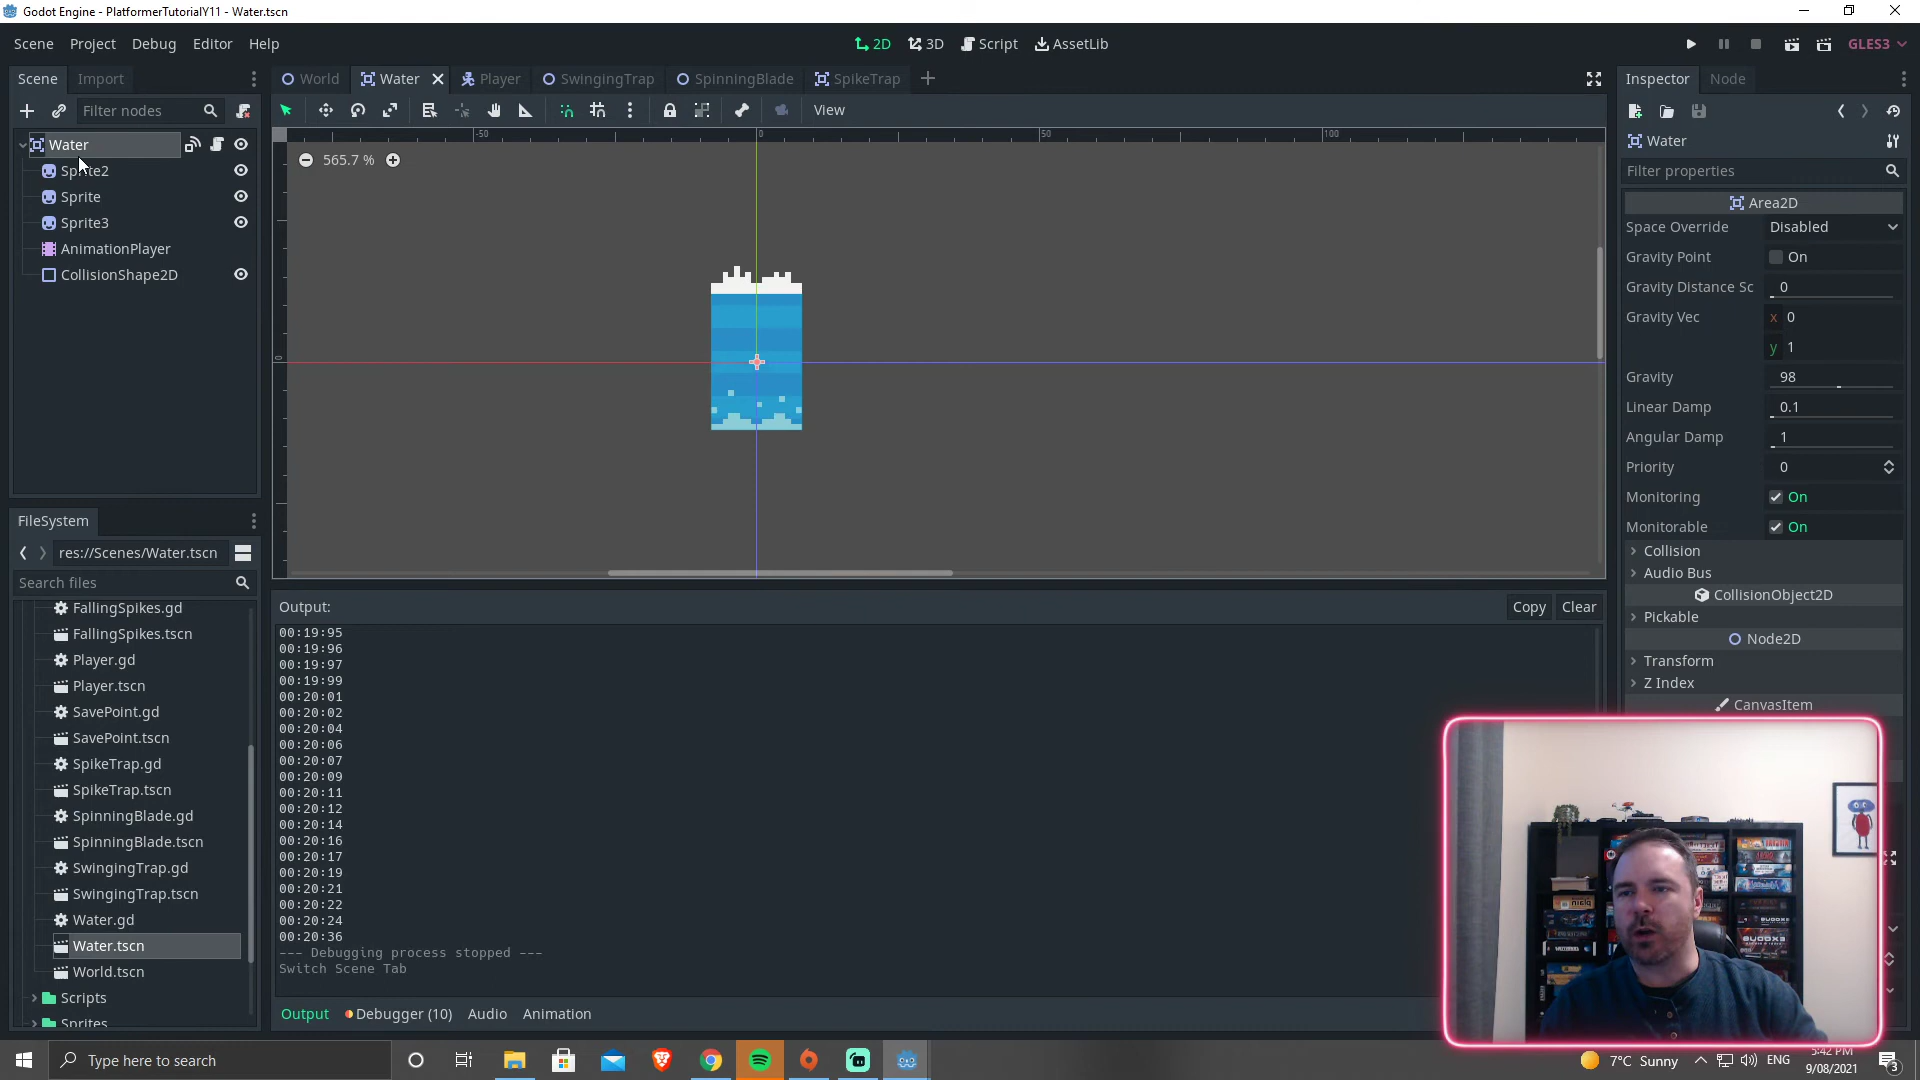 Godot Engine - PlatformerTutorialY11 - Water.tscn
Scene Project Debug Editor Help
2D 3D Script AssetLib
GLES3
Scene Import
World Water Player SwingingTrap SpinningBlade SpikeTrap
Inspector Node
Filter nodes
View
Water
Sprite2
Sprite
Sprite3
AnimationPlayer
CollisionShape2D
-50 0 50 100
565.7 %
0
Water
Filter properties
Area2D
Space Override Disabled
Gravity Point On
Gravity Distance Sc 0
Gravity Vec x 0
y 1
Gravity 98
Linear Damp 0.1
Angular Damp 1
Priority 0
Monitoring On
Monitorable On
Collision
Audio Bus
CollisionObject2D
Pickable
Node2D
Transform
Z Index
CanvasItem
FileSystem
res://Scenes/Water.tscn
Search files
FallingSpikes.gd
FallingSpikes.tscn
Player.gd
Player.tscn
SavePoint.gd
SavePoint.tscn
SpikeTrap.gd
SpikeTrap.tscn
SpinningBlade.gd
SpinningBlade.tscn
SwingingTrap.gd
SwingingTrap.tscn
Water.gd
Water.tscn
World.tscn
Scripts
Sprites
Output:
Copy Clear
00:19:95
00:19:96
00:19:97
00:19:99
00:20:01
00:20:02
00:20:04
00:20:06
00:20:07
00:20:09
00:20:11
00:20:12
00:20:14
00:20:16
00:20:17
00:20:19
00:20:21
00:20:22
00:20:24
00:20:36
--- Debugging process stopped ---
Switch Scene Tab
Output Debugger (10) Audio Animation
Type here to search
7°C Sunny
ENG
5:42 PM
9/08/2021
3